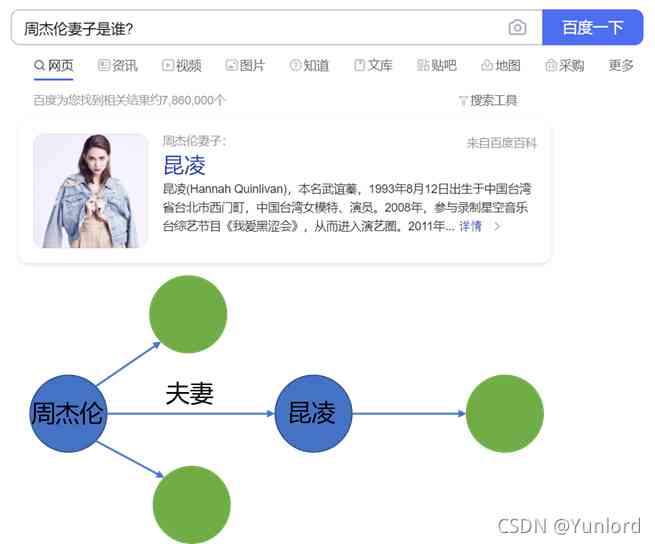 周杰伦妻子是谁?
百度一下
网页 资讯 视频 图片 知道 文库 贴吧 地图 采购 更多
百度为您找到相关结果约7,860,000个
搜索工具
周杰伦妻子:
来自百度百科
昆凌
昆凌(Hannah Quinlivan)，本名武谊蓁，1993年8月12日出生于中国台湾
省台北市西门町，中国台湾女模特、演员。2008年，参与录制星空音乐
台综艺节目《我爱黑涩会》，从而进入演艺圈。2011年... 详情
夫妻
周杰伦
昆凌
CSDN @Yunlord